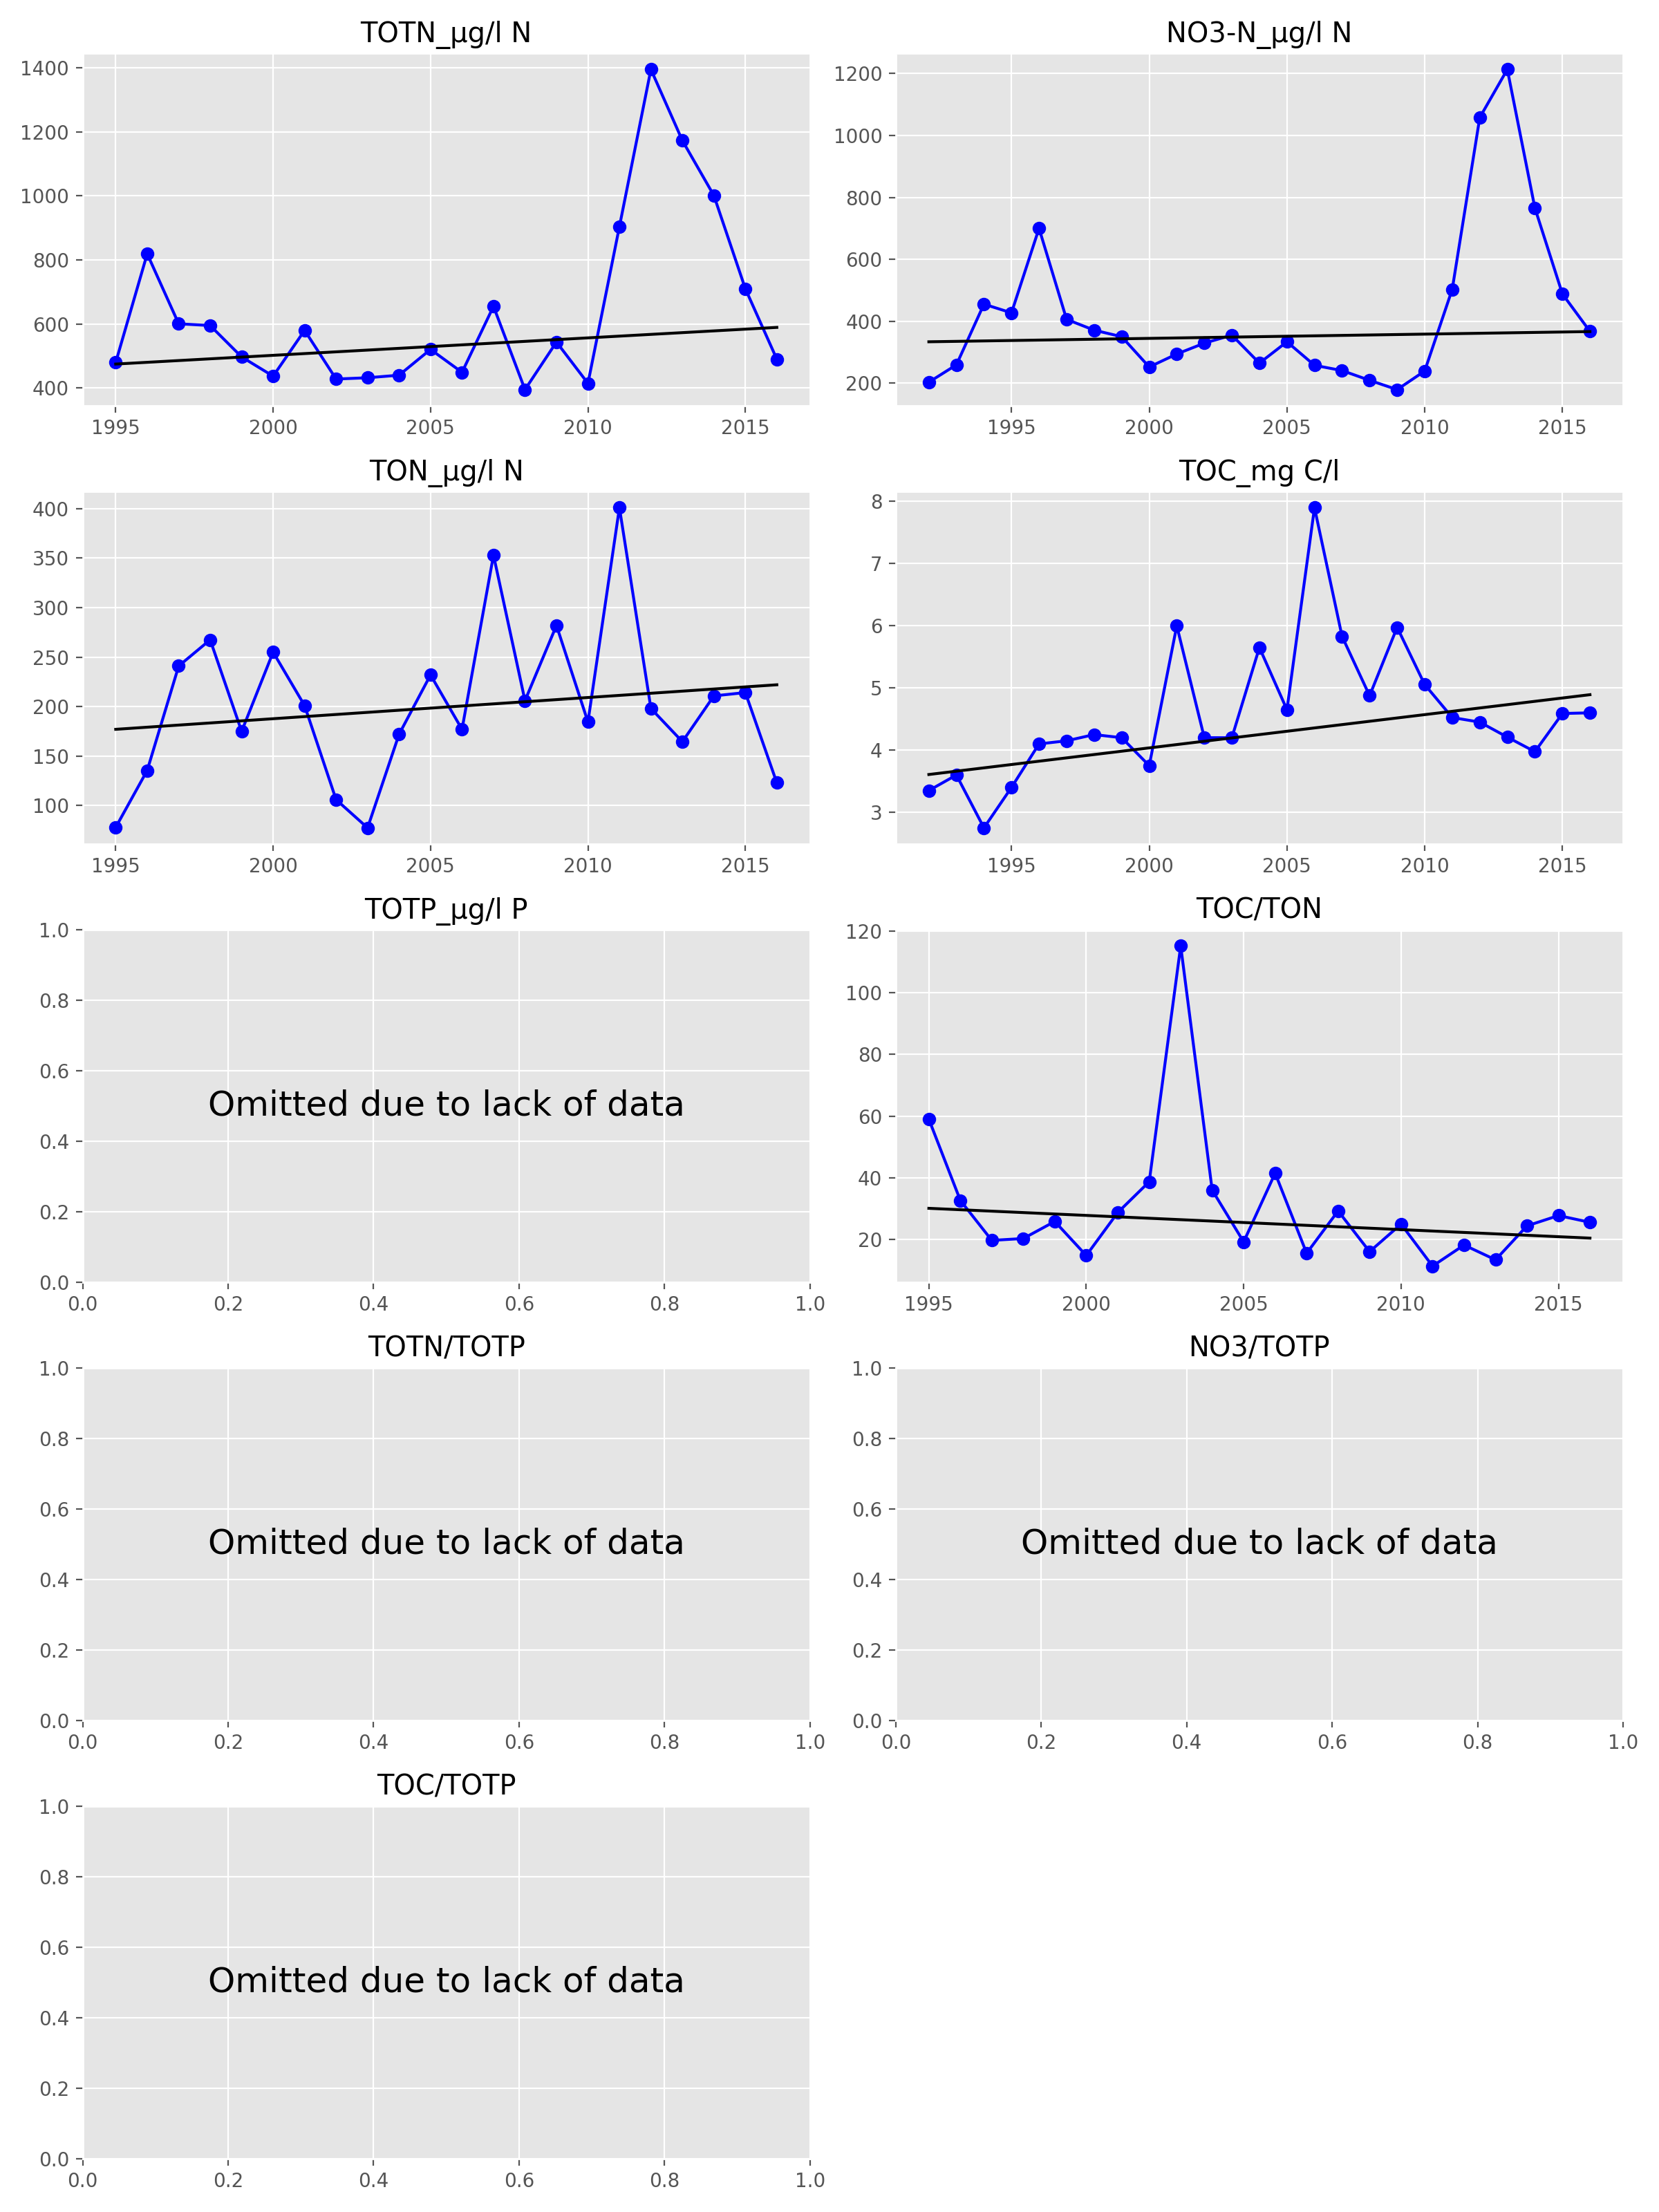 TOTN_µg/l N
1400
1200
1000
800
600
400
1995 2000 2005 2010 2015
NO3-N_µg/l N
1200
1000
800
600
400
200
1995 2000 2005 2010 2015
TON_µg/l N
400
350
300
250
200
150
100
1995 2000 2005 2010 2015
TOC_mg C/l
8
7
6
5
4
3
1995 2000 2005 2010 2015
TOTP_µg/l P
1.0
0.8
0.6
Omitted due to lack of data
0.4
0.2
0.0
0.0 0.2 0.4 0.6 0.8 1.0
TOC/TON
120
100
80
60
40
20
1995 2000 2005 2010 2015
TOTN/TOTP
1.0
0.8
0.6
Omitted due to lack of data
0.4
0.2
0.0
0.0 0.2 0.4 0.6 0.8 1.0
NO3/TOTP
1.0
0.8
0.6
Omitted due to lack of data
0.4
0.2
0.0
0.0 0.2 0.4 0.6 0.8 1.0
TOC/TOTP
1.0
0.8
0.6
Omitted due to lack of data
0.4
0.2
0.0
0.0 0.2 0.4 0.6 0.8 1.0